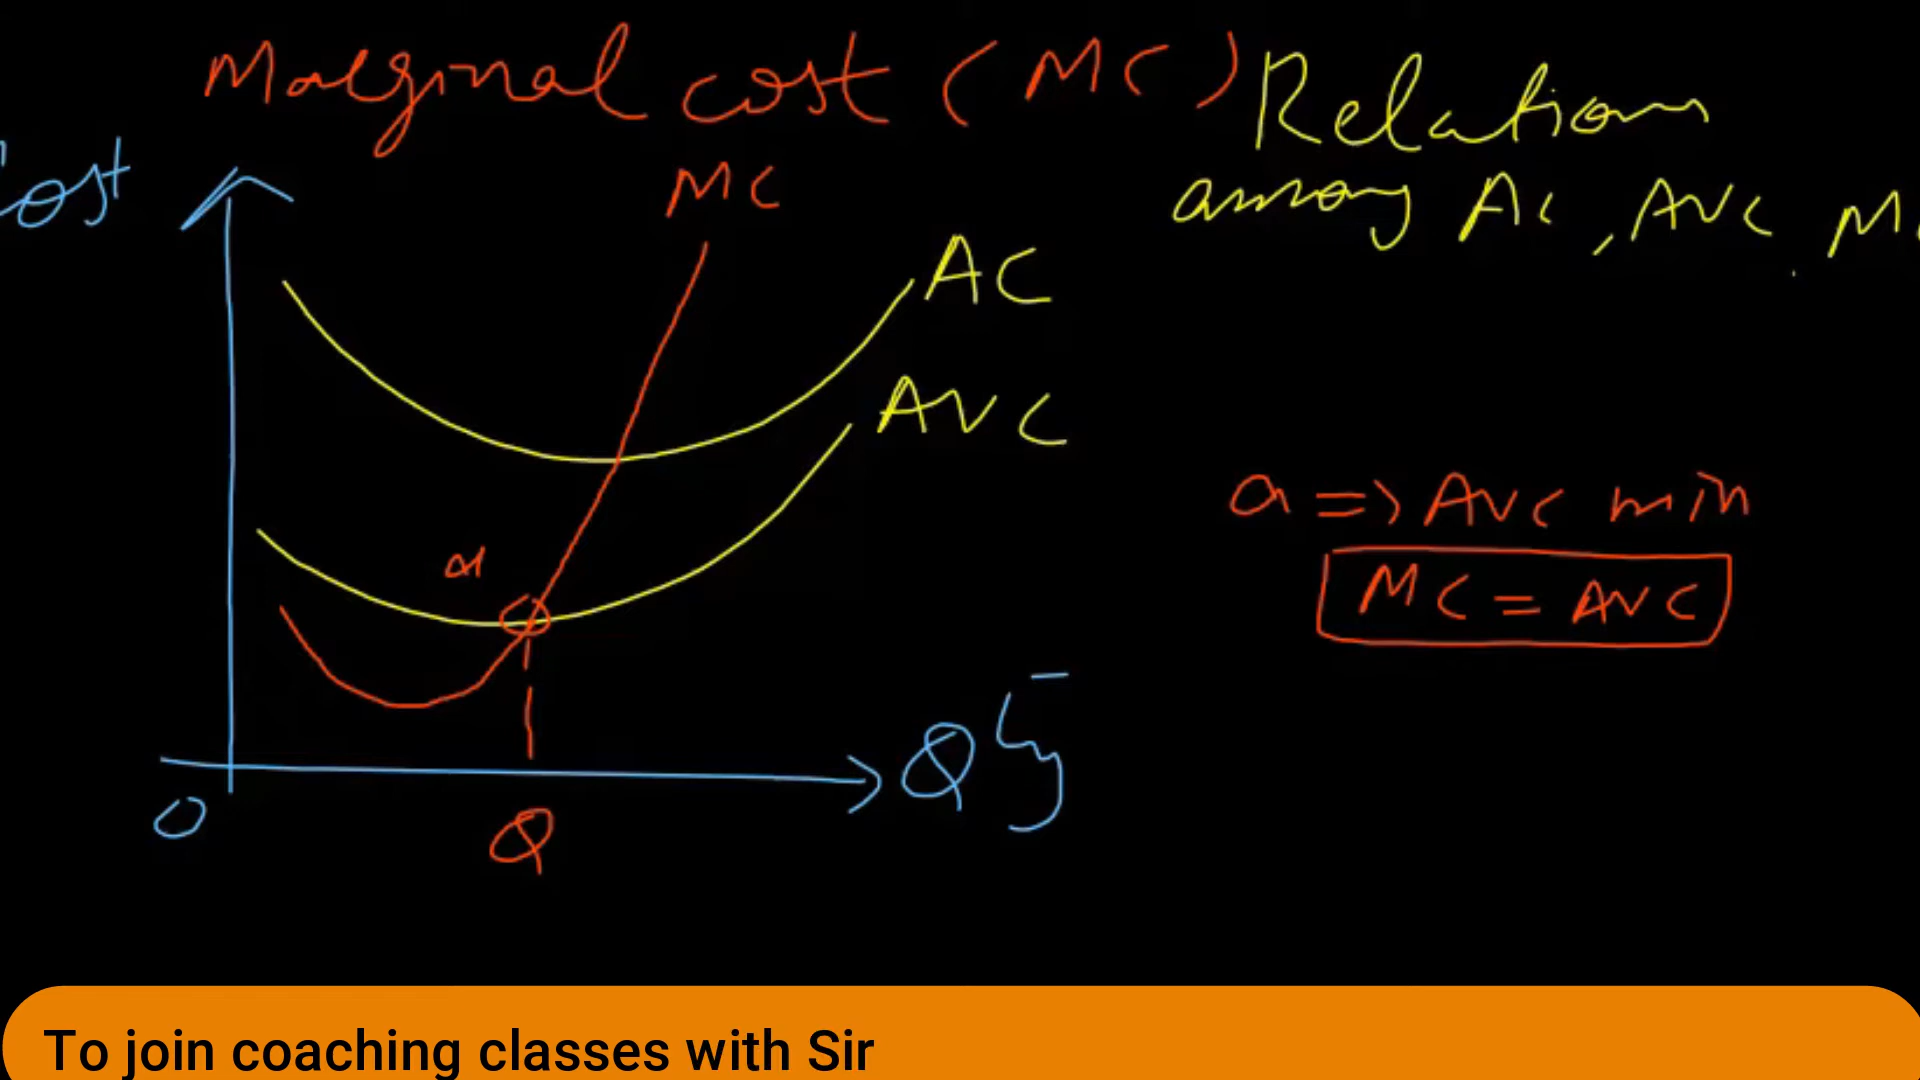 Marginal cost (MC)
Relation
among AC, AVC, M
Cost
MC
AC
AVC
a
a => AVC min
MC = AVC
Qty
O
Q
To join coaching classes with Sir